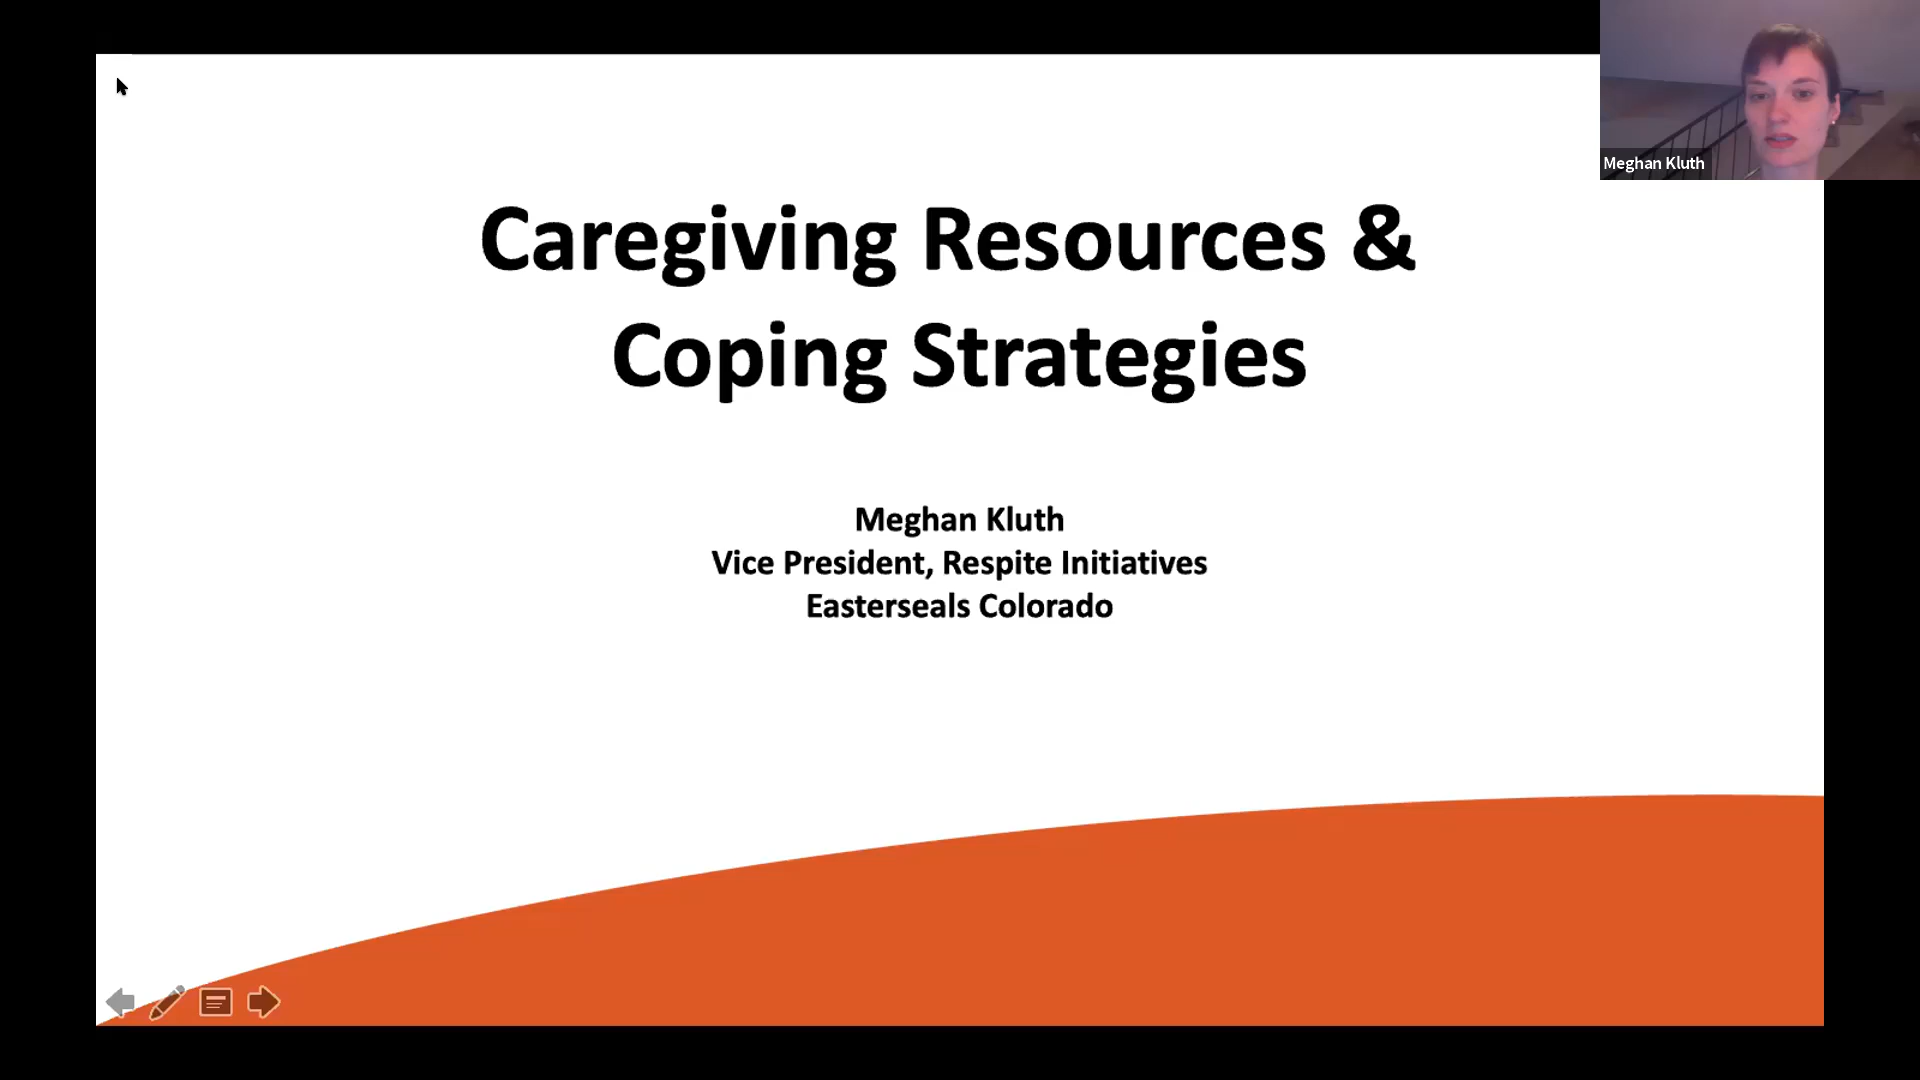 Meghan Kluth
Caregiving Resources &
Coping Strategies
Meghan Kluth
Vice President, Respite Initiatives
Easterseals Colorado